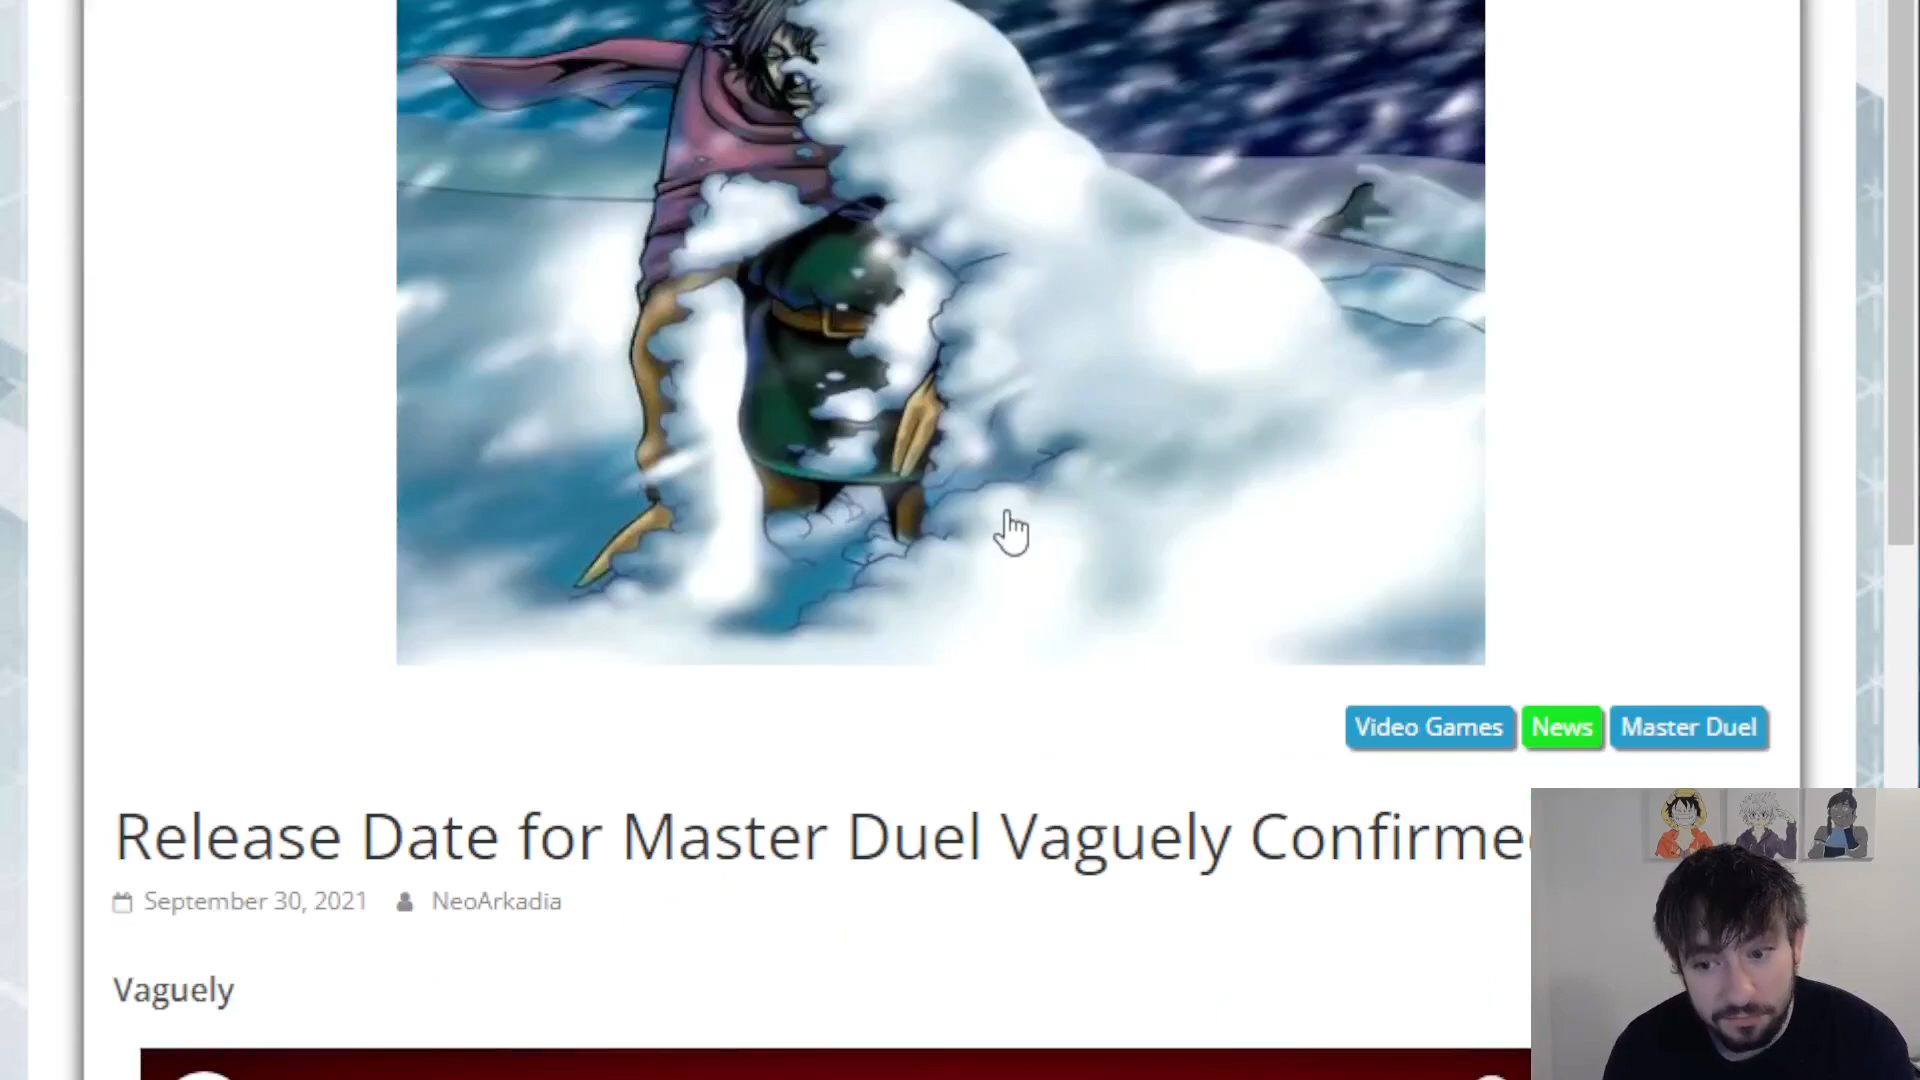 Video Games
News
Master Duel
Release Date for Master Duel Vaguely Confirme
September 30, 2021
NeoArkadia
Vaguely